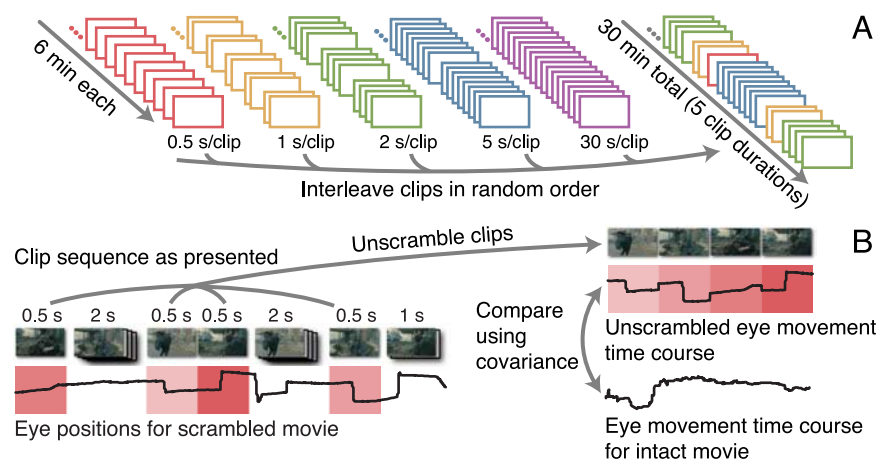 A
6 min each
0.5 s/clip
1 s/clip
2 s/clip
5 s/clip
30 s/clip
30 min total (5 clip durations)
Interleave clips in random order
B
Clip sequence as presented
Unscramble clips
0.5 s
2 s
0.5 s
0.5 s
2 s
0.5 s
1 s
Eye positions for scrambled movie
Compare
using
covariance
Unscrambled eye movement
time course
Eye movement time course
for intact movie